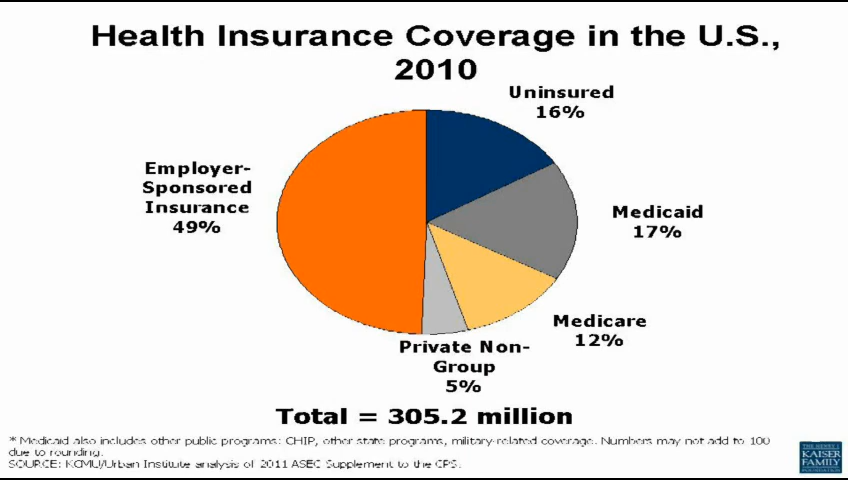 Health Insurance Coverage in the U.S.,
2010
Uninsured
16%
Employer-
Sponsored
Insurance
49%
Medicaid
17%
Medicare
12%
Private Non-
Group
5%
Total = 305.2 million
* Medicaid also includes other public programs: CHIP, other state programs, military-related coverage. Numbers may not add to 100
due to rounding.
SOURCE: KCMU/Urban Institute analysis of 2011 ASEC Supplement to the CPS.
THE HENRY J.
KAISER
FAMILY
FOUNDATION